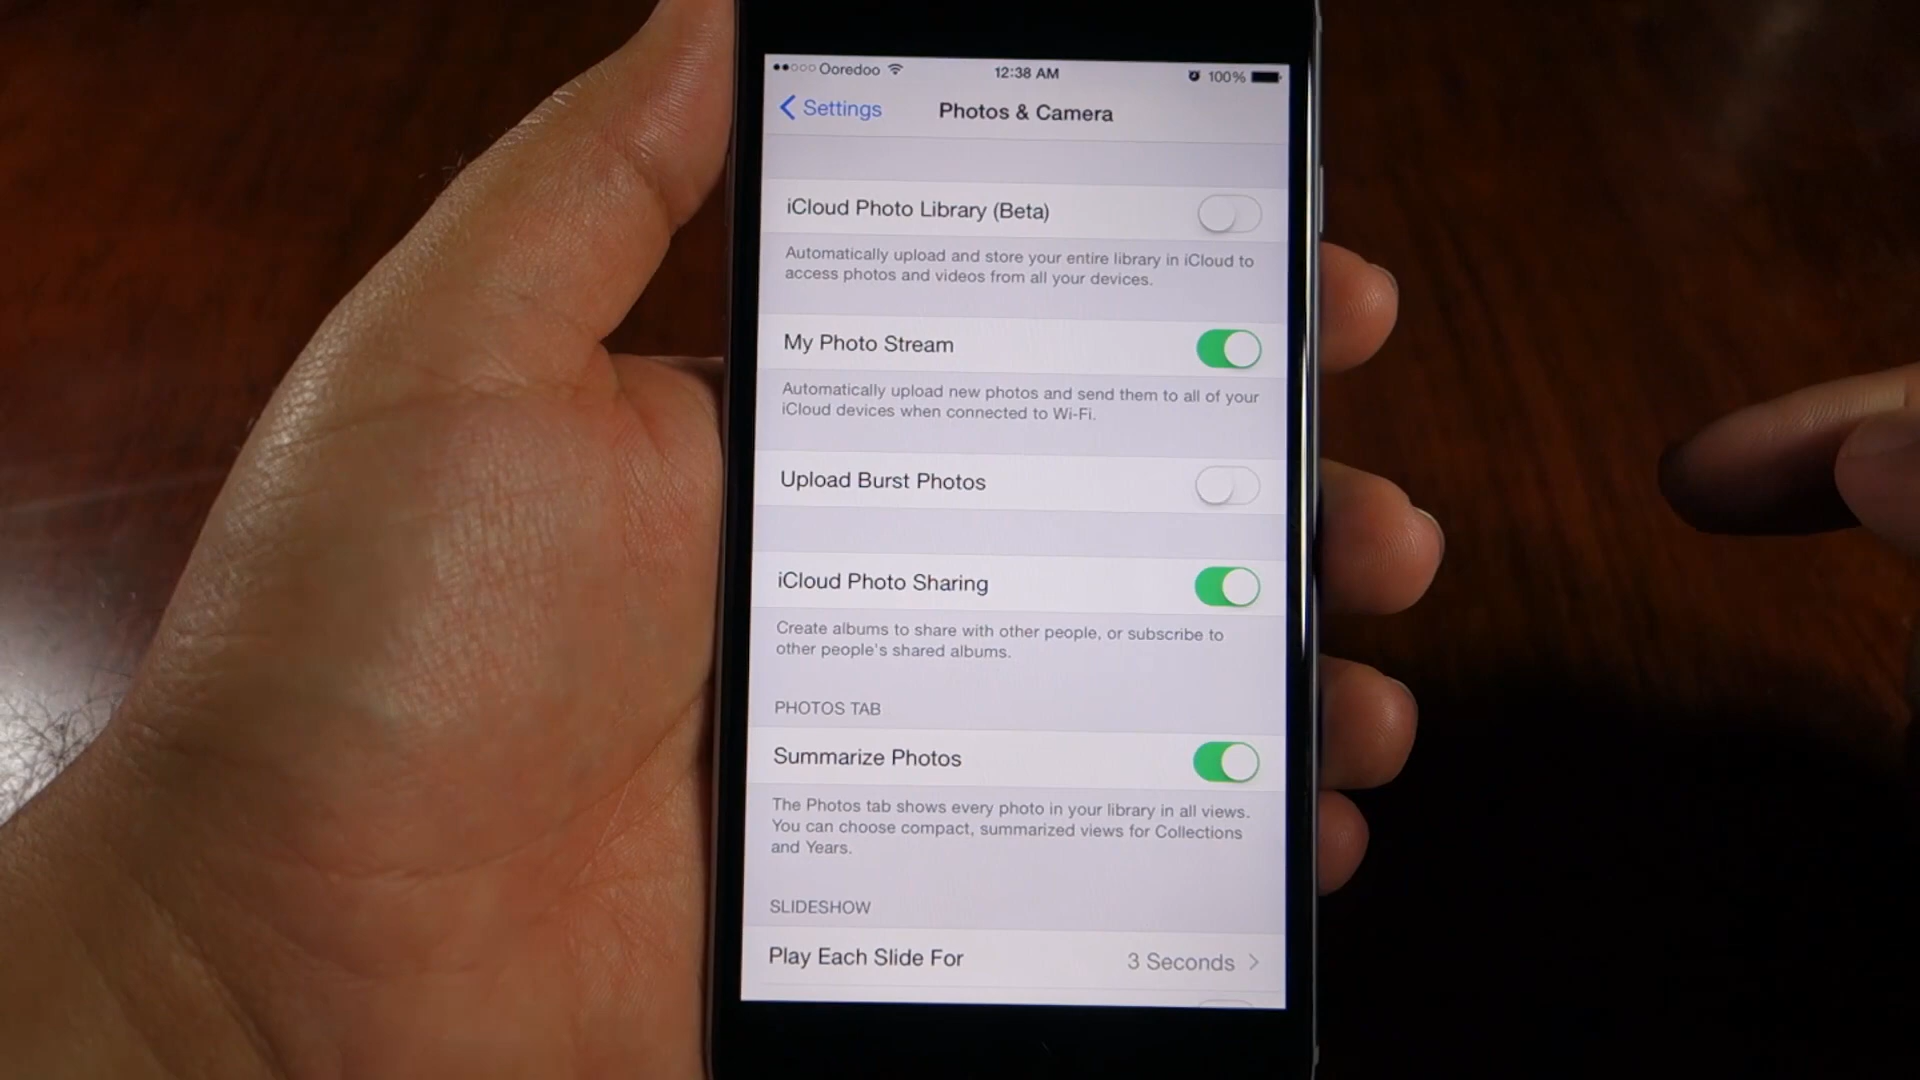 Ooredoo 12:38 AM 100%
Settings Photos & Camera
iCloud Photo Library (Beta)
Automatically upload and store your entire library in iCloud to
access photos and videos from all your devices.
My Photo Stream
Automatically upload new photos and send them to all of your
iCloud devices when connected to Wi-Fi.
Upload Burst Photos
iCloud Photo Sharing
Create albums to share with other people, or subscribe to
other people's shared albums.
PHOTOS TAB
Summarize Photos
The Photos tab shows every photo in your library in all views.
You can choose compact, summarized views for Collections
and Years.
SLIDESHOW
Play Each Slide For 3 Seconds